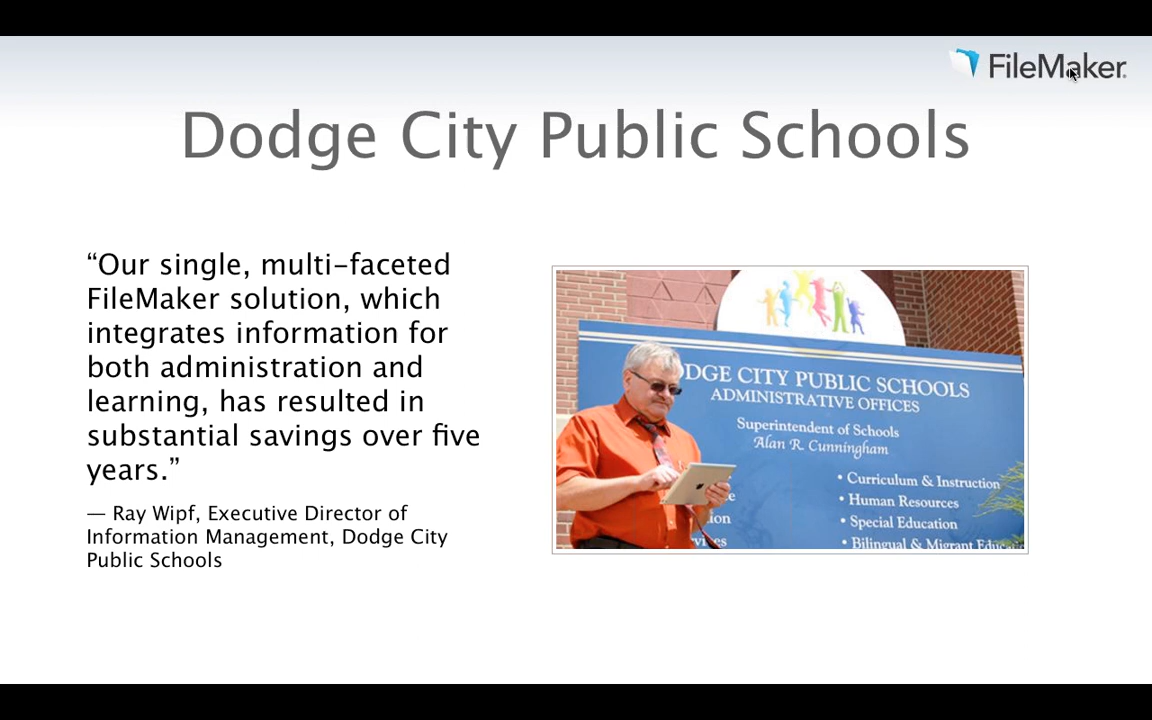 FileMaker
Dodge City Public Schools
“Our single, multi-faceted
FileMaker solution, which
integrates information for
both administration and
learning, has resulted in
substantial savings over five
years.”
— Ray Wipf, Executive Director of
Information Management, Dodge City
Public Schools
DGE CITY PUBLIC SCHOOLS
ADMINISTRATIVE OFFICES
Superintendent of Schools
Alan R. Cunningham
• Curriculum & Instruction
• Human Resources
• Special Education
• Bilingual & Migrant